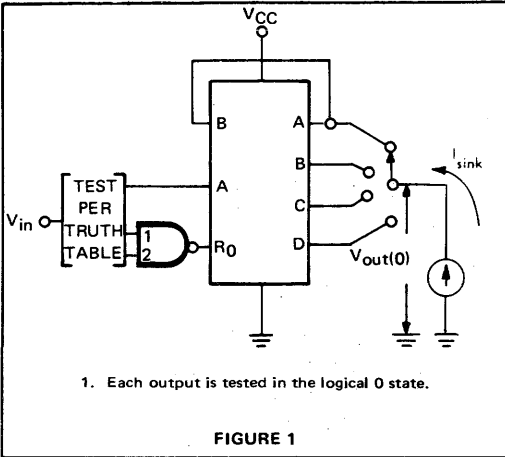 VCC
B
A
B
C
D
A
R0
Vin
TEST
PER
TRUTH
TABLE
1
2
Isink
Vout(0)
1. Each output is tested in the logical 0 state.
FIGURE 1